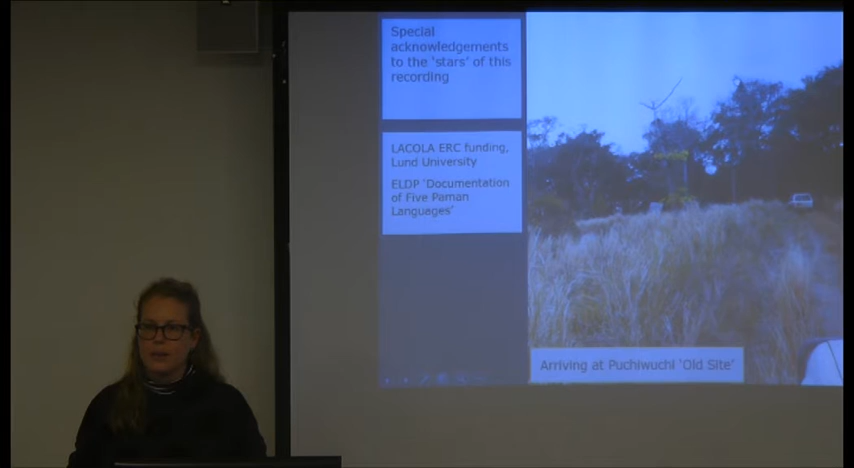 Special
acknowledgements
to the 'stars' of this
recording
LACOLA ERC funding,
Lund University
ELDP 'Documentation
of Five Paman
Languages'
Arriving at Puchiwuchi 'Old Site'